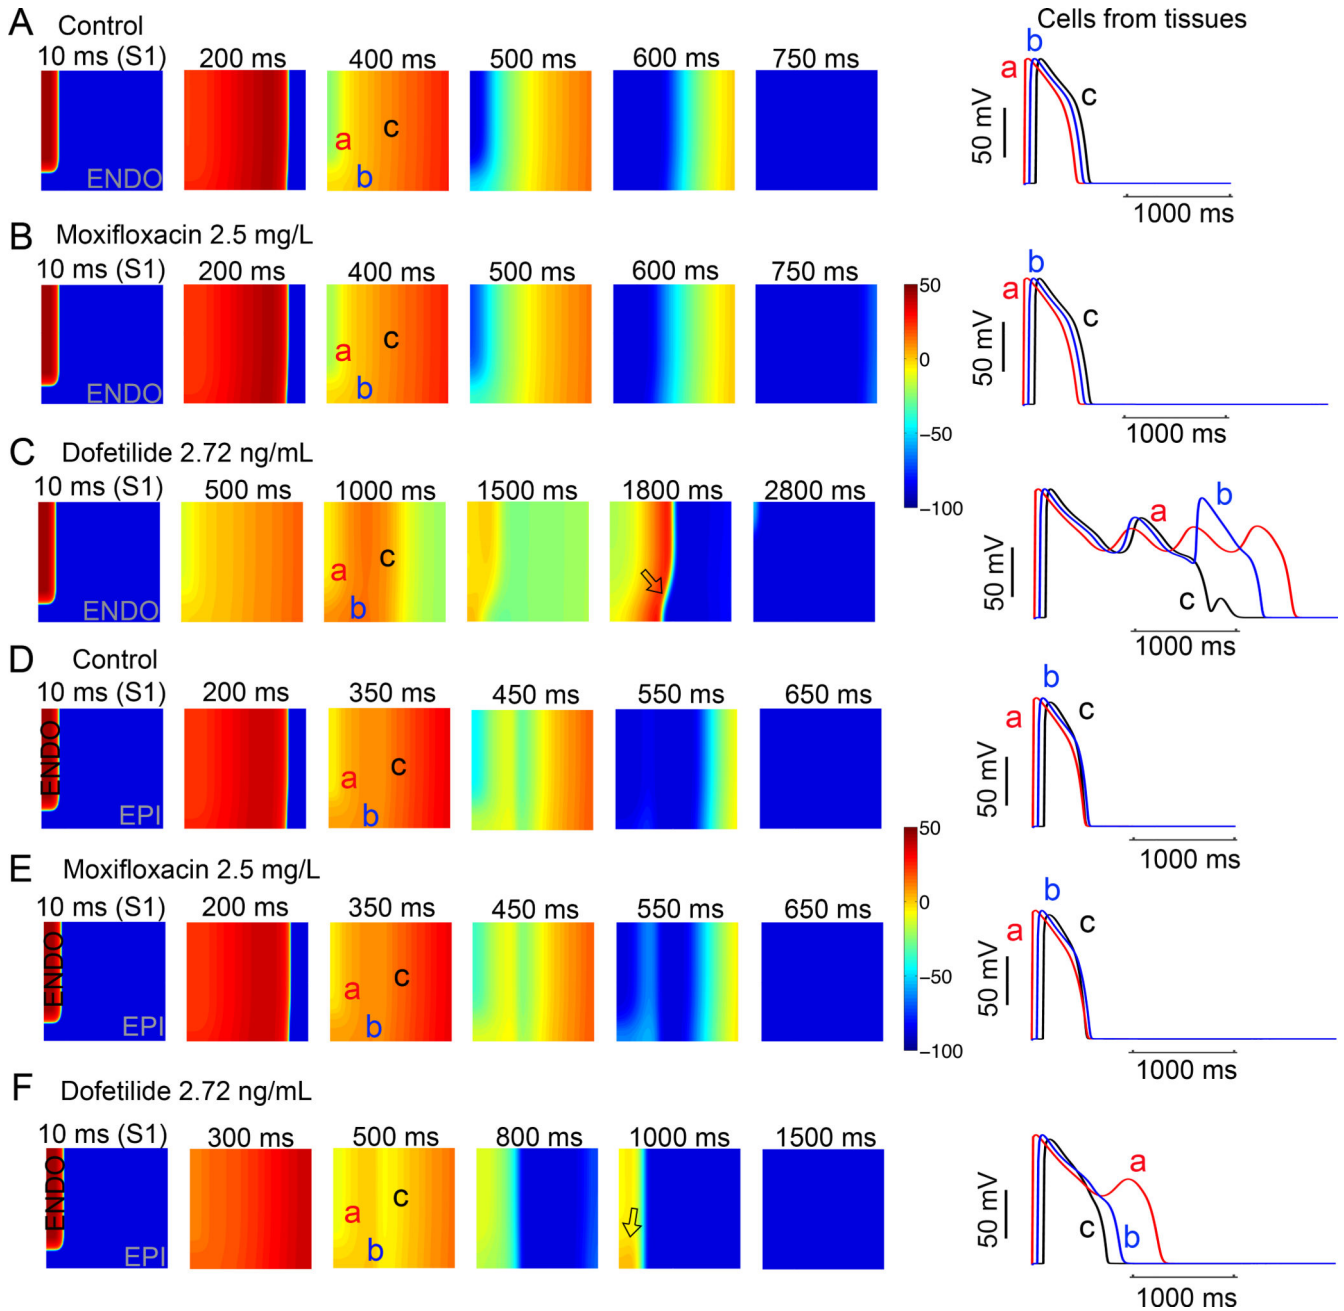 A Control Cells from tissues
10 ms (S1) 200 ms 400 ms 500 ms 600 ms 750 ms
ENDO
a
b
c
a
b
c
50 mV
1000 ms
B Moxifloxacin 2.5 mg/L
10 ms (S1) 200 ms 400 ms 500 ms 600 ms 750 ms
ENDO
a
b
c
50
0
−50
−100
a
b
c
50 mV
1000 ms
C Dofetilide 2.72 ng/mL
10 ms (S1) 500 ms 1000 ms 1500 ms 1800 ms 2800 ms
ENDO
a
b
c
a
b
c
50 mV
1000 ms
D Control
10 ms (S1) 200 ms 350 ms 450 ms 550 ms 650 ms
ENDO
EPI
a
b
c
a
b
c
50 mV
1000 ms
E Moxifloxacin 2.5 mg/L
10 ms (S1) 200 ms 350 ms 450 ms 550 ms 650 ms
ENDO
EPI
a
b
c
50
0
−50
−100
a
b
c
50 mV
1000 ms
F Dofetilide 2.72 ng/mL
10 ms (S1) 300 ms 500 ms 800 ms 1000 ms 1500 ms
ENDO
EPI
a
b
c
a
b
c
50 mV
1000 ms